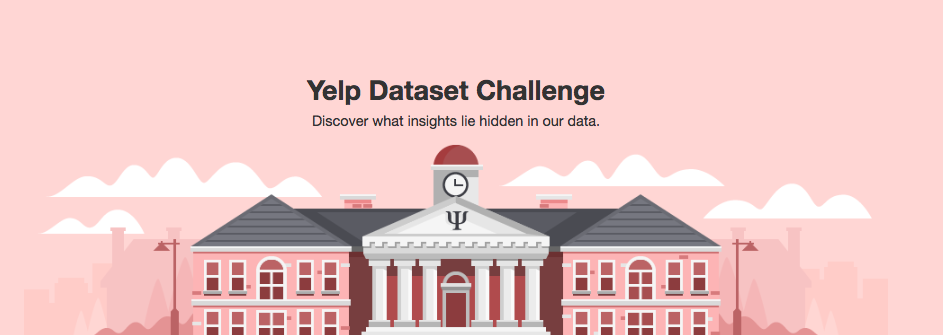 Yelp Dataset Challenge
Discover what insights lie hidden in our data.
Ψ